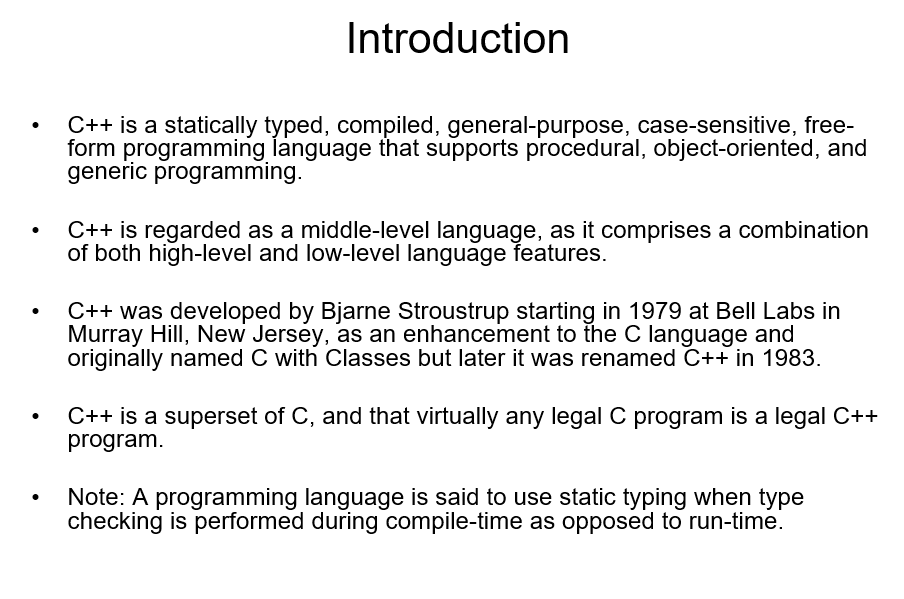 Introduction
• C++ is a statically typed, compiled, general-purpose, case-sensitive, free-
form programming language that supports procedural, object-oriented, and
generic programming.
• C++ is regarded as a middle-level language, as it comprises a combination
of both high-level and low-level language features.
• C++ was developed by Bjarne Stroustrup starting in 1979 at Bell Labs in
Murray Hill, New Jersey, as an enhancement to the C language and
originally named C with Classes but later it was renamed C++ in 1983.
• C++ is a superset of C, and that virtually any legal C program is a legal C++
program.
• Note: A programming language is said to use static typing when type
checking is performed during compile-time as opposed to run-time.